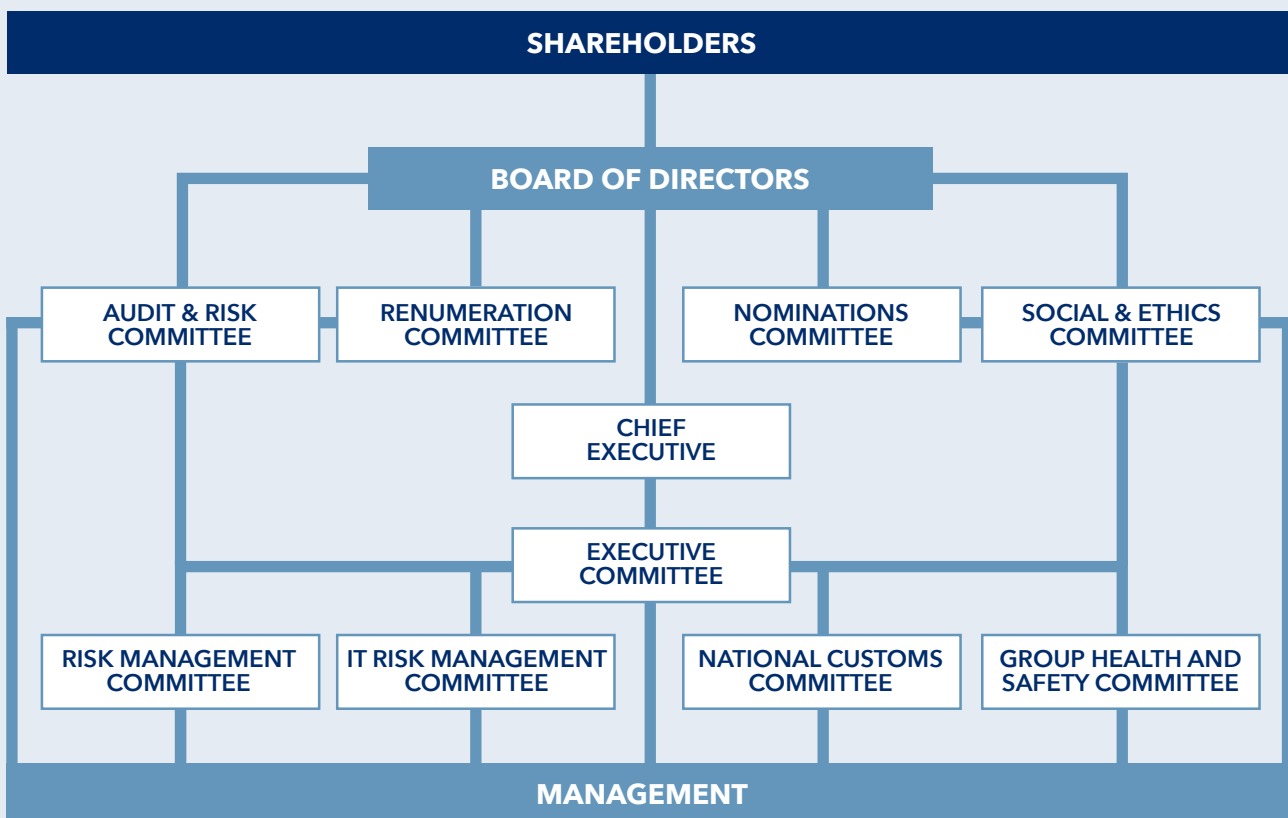 SHAREHOLDERS
BOARD OF DIRECTORS
AUDIT & RISK
COMMITTEE
RENUMERATION
COMMITTEE
NOMINATIONS
COMMITTEE
SOCIAL & ETHICS
COMMITTEE
CHIEF
EXECUTIVE
EXECUTIVE
COMMITTEE
RISK MANAGEMENT
COMMITTEE
IT RISK MANAGEMENT
COMMITTEE
NATIONAL CUSTOMS
COMMITTEE
GROUP HEALTH AND
SAFETY COMMITTEE
MANAGEMENT